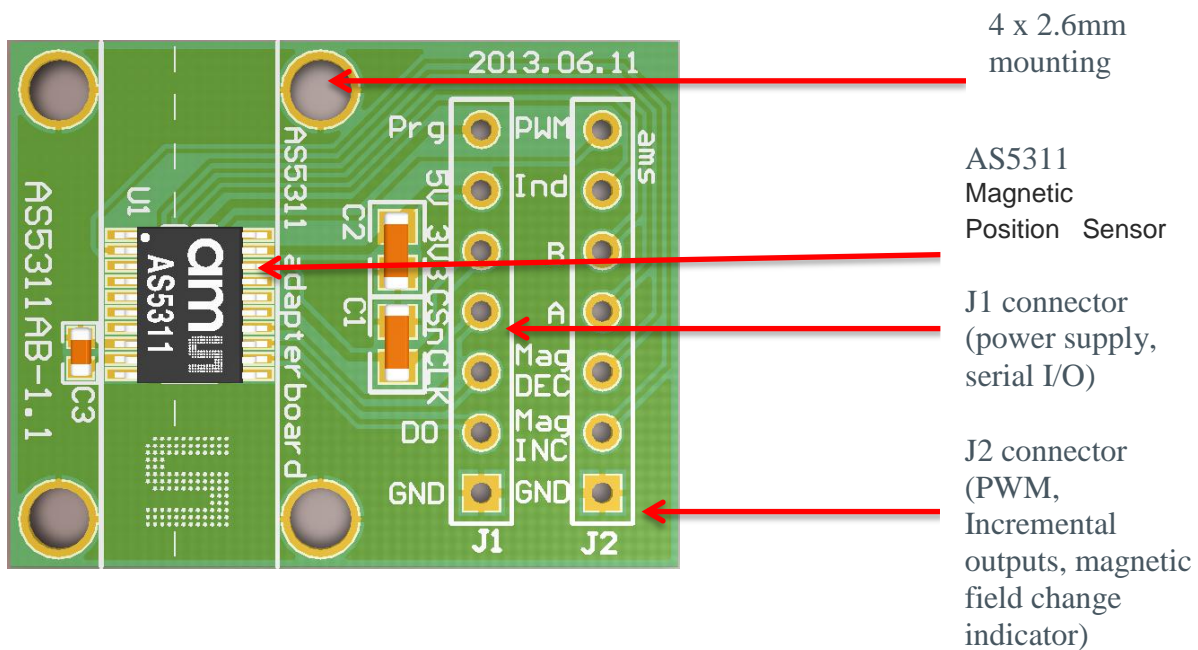 4 x 2.6mm
mounting
2013.06.11
Prg
PWM
ams
5V
Ind
3V3
B
CSn
A
CLK
Mag
DEC
DO
Mag
INC
GND
GND
J1
J2
AS5311 adapterboard
C2
C1
U1
am
AS5311
C3
AS5311AB-1.1
AS5311
Magnetic
Position Sensor
J1 connector
(power supply,
serial I/O)
J2 connector
(PWM,
Incremental
outputs, magnetic
field change
indicator)